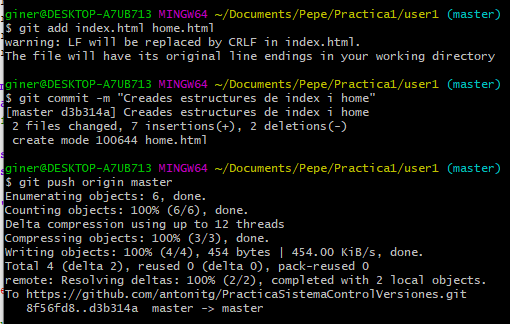 giner@DESKTOP-A7UB713 MINGW64 ~/Documents/Pepe/Practica1/user1 (master)
$ git add index.html home.html
warning: LF will be replaced by CRLF in index.html.
The file will have its original line endings in your working directory
giner@DESKTOP-A7UB713 MINGW64 ~/Documents/Pepe/Practica1/user1 (master)
$ git commit -m "Creades estructures de index i home"
[master d3b314a] Creades estructures de index i home
 2 files changed, 7 insertions(+), 2 deletions(-)
 create mode 100644 home.html
giner@DESKTOP-A7UB713 MINGW64 ~/Documents/Pepe/Practica1/user1 (master)
$ git push origin master
Enumerating objects: 6, done.
Counting objects: 100% (6/6), done.
Delta compression using up to 12 threads
Compressing objects: 100% (3/3), done.
Writing objects: 100% (4/4), 454 bytes | 454.00 KiB/s, done.
Total 4 (delta 2), reused 0 (delta 0), pack-reused 0
remote: Resolving deltas: 100% (2/2), completed with 2 local objects.
To https://github.com/antonitg/PracticaSistemaControlVersiones.git
   8f56fd8..d3b314a  master -> master